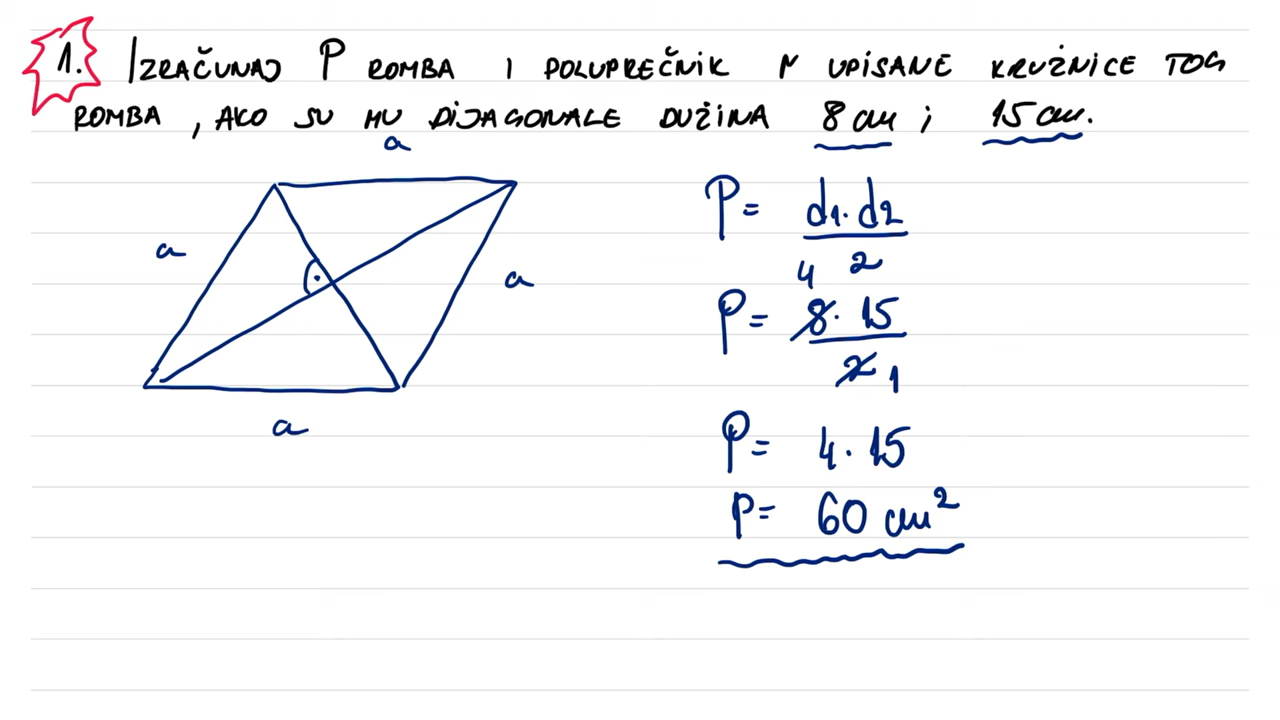 1. IZRAČUNAJ P ROMBA I POLUPREČNIK r UPISANE KRUŽNICE TOG
ROMBA, AKO SU MU DIJAGONALE DUŽINA 8 cm i 15 cm.
a
a
a
a
P = d1·d2
2
4
P = 8·15
2 1
P = 4·15
P = 60 cm²